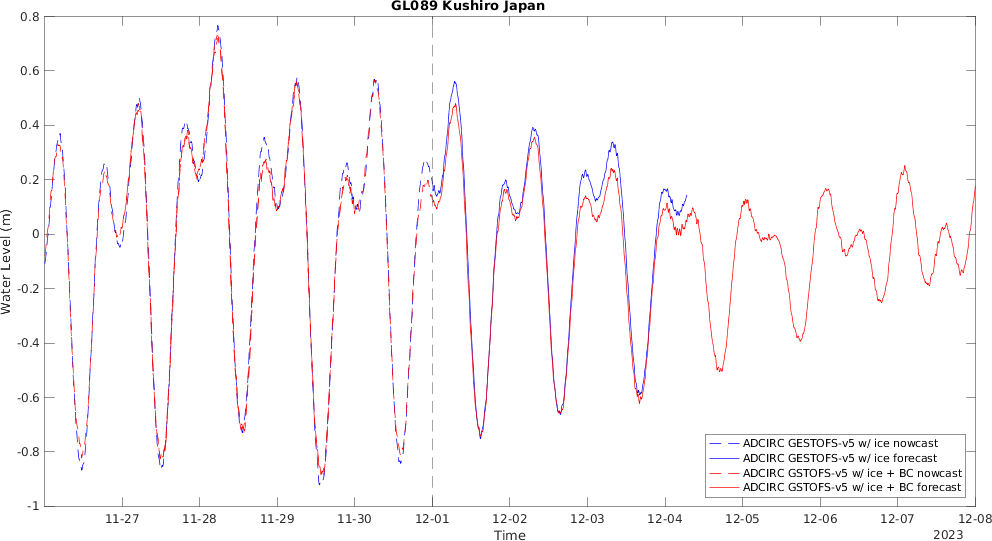 GL089 Kushiro Japan
0.8
0.6
0.4
0.2
0
-0.2
-0.4
-0.6
-0.8
-1
Water Level (m)
ADCIRC GESTOFS-v5 w/ ice nowcast
ADCIRC GESTOFS-v5 w/ ice forecast
ADCIRC GSTOFS-v5 w/ ice + BC nowcast
ADCIRC GSTOFS-v5 w/ ice + BC forecast
11-27 11-28 11-29 11-30 12-01 12-02 12-03 12-04 12-05 12-06 12-07 12-08
Time
2023